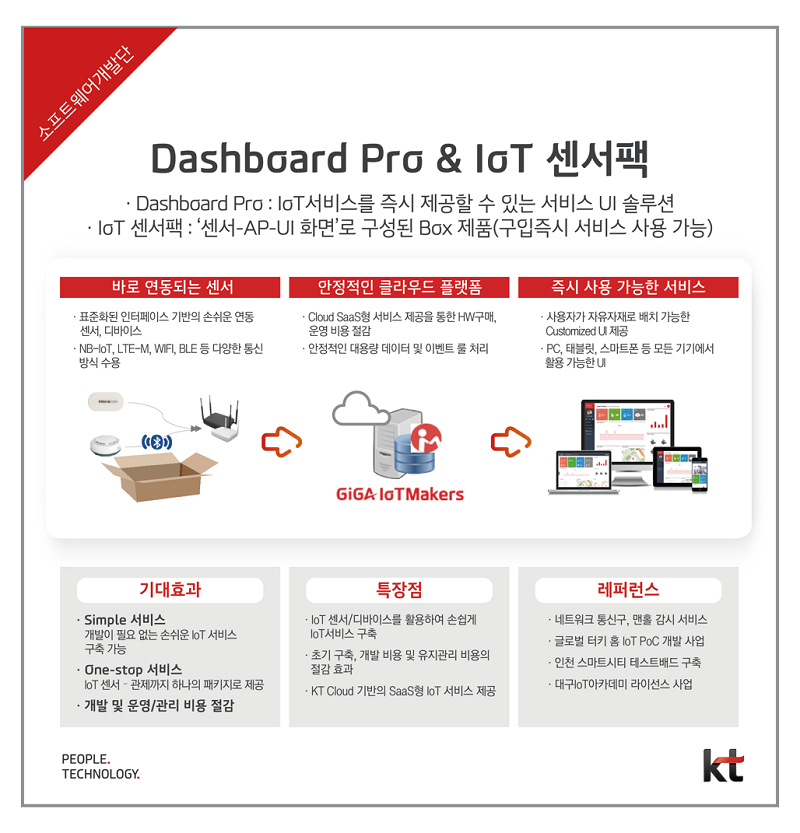 소프트웨어개발단
Dashboard Pro & IoT 센서팩
· Dashboard Pro : IoT서비스를 즉시 제공할 수 있는 서비스 UI 솔루션
· IoT 센서팩 : ‘센서-AP-UI 화면’로 구성된 Box 제품(구입즉시 서비스 사용 가능)
바로 연동되는 센서
· 표준화된 인터페이스 기반의 손쉬운 연동
센서, 디바이스
· NB-IoT, LTE-M, WIFI, BLE 등 다양한 통신
방식 수용
안정적인 클라우드 플랫폼
· Cloud SaaS형 서비스 제공을 통한 HW구매,
운영 비용 절감
· 안정적인 대용량 데이터 및 이벤트 룰 처리
GiGA IoTMakers
즉시 사용 가능한 서비스
· 사용자가 자유자재로 배치 가능한
Customized UI 제공
· PC, 태블릿, 스마트폰 등 모든 기기에서
활용 가능한 UI
기대효과
· Simple 서비스
개발이 필요 없는 손쉬운 IoT 서비스
구축 가능
· One-stop 서비스
IoT 센서 – 관제까지 하나의 패키지로 제공
· 개발 및 운영/관리 비용 절감
특장점
· IoT 센서/디바이스를 활용하여 손쉽게
IoT서비스 구축
· 초기 구축, 개발 비용 및 유지관리 비용의
절감 효과
· KT Cloud 기반의 SaaS형 IoT 서비스 제공
레퍼런스
· 네트워크 통신구, 맨홀 감시 서비스
· 글로벌 터키 홈 IoT PoC 개발 사업
· 인천 스마트시티 테스트배드 구축
· 대구IoT아카데미 라이선스 사업
PEOPLE.
TECHNOLOGY.
kt